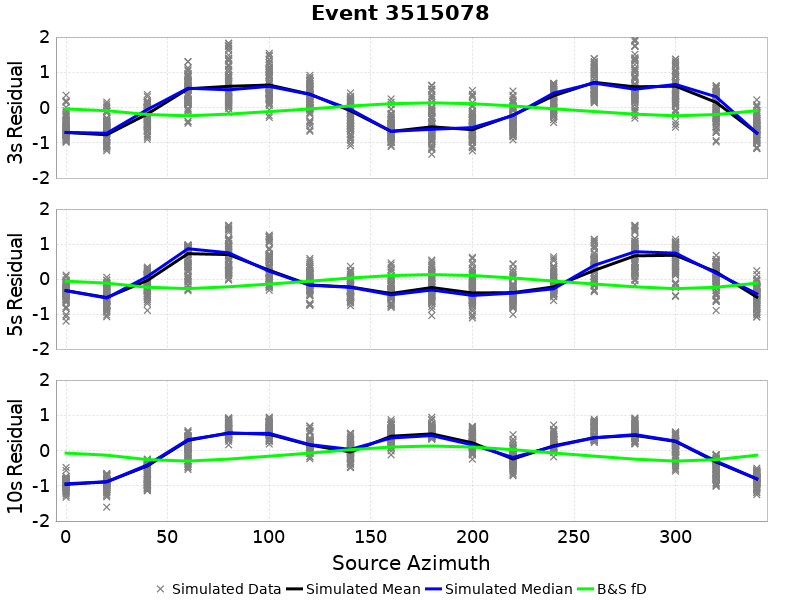 Event 3515078
3s Residual
2
1
0
-1
-2
5s Residual
2
1
0
-1
-2
10s Residual
2
1
0
-1
-2
0 50 100 150 200 250 300
Source Azimuth
Simulated Data Simulated Mean Simulated Median B&S fD